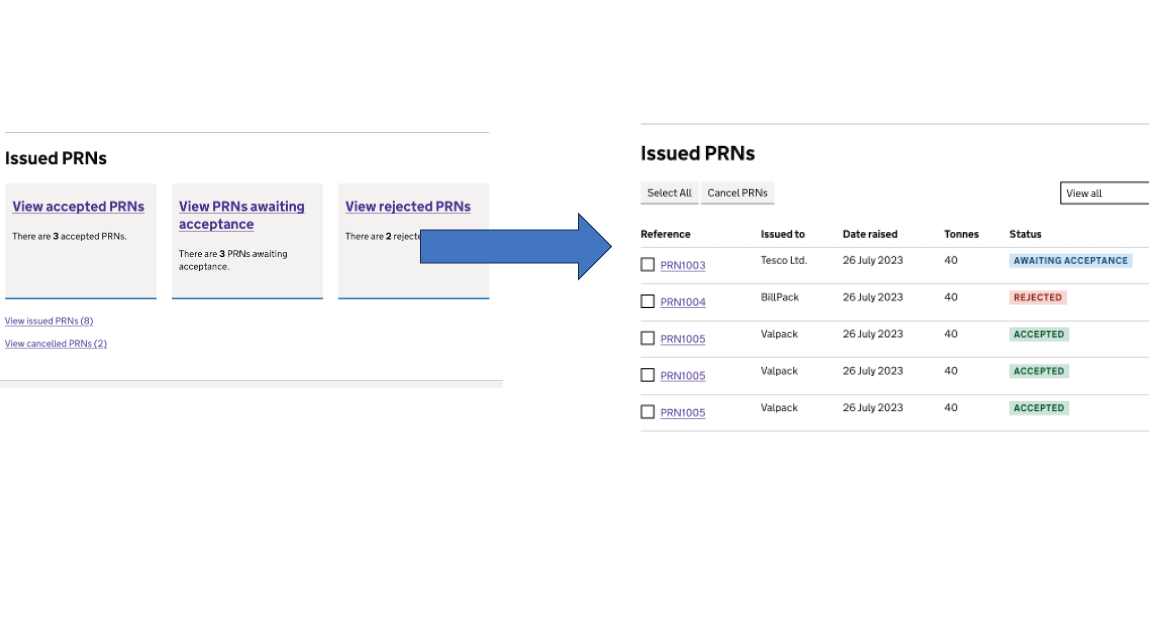 Issued PRNs
View accepted PRNs
There are 3 accepted PRNs.
View PRNs awaiting
acceptance
There are 3 PRNs awaiting
acceptance.
View rejected PRNs
There are 2
View issued PRNs (8)
View cancelled PRNs (2)
Issued PRNs
Select All Cancel PRNs View all
Reference Issued to Date raised Tonnes Status
PRN1003 Tesco Ltd. 26 July 2023 40 AWAITING ACCEPTANCE
PRN1004 BillPack 26 July 2023 40 REJECTED
PRN1005 Valpack 26 July 2023 40 ACCEPTED
PRN1005 Valpack 26 July 2023 40 ACCEPTED
PRN1005 Valpack 26 July 2023 40 ACCEPTED